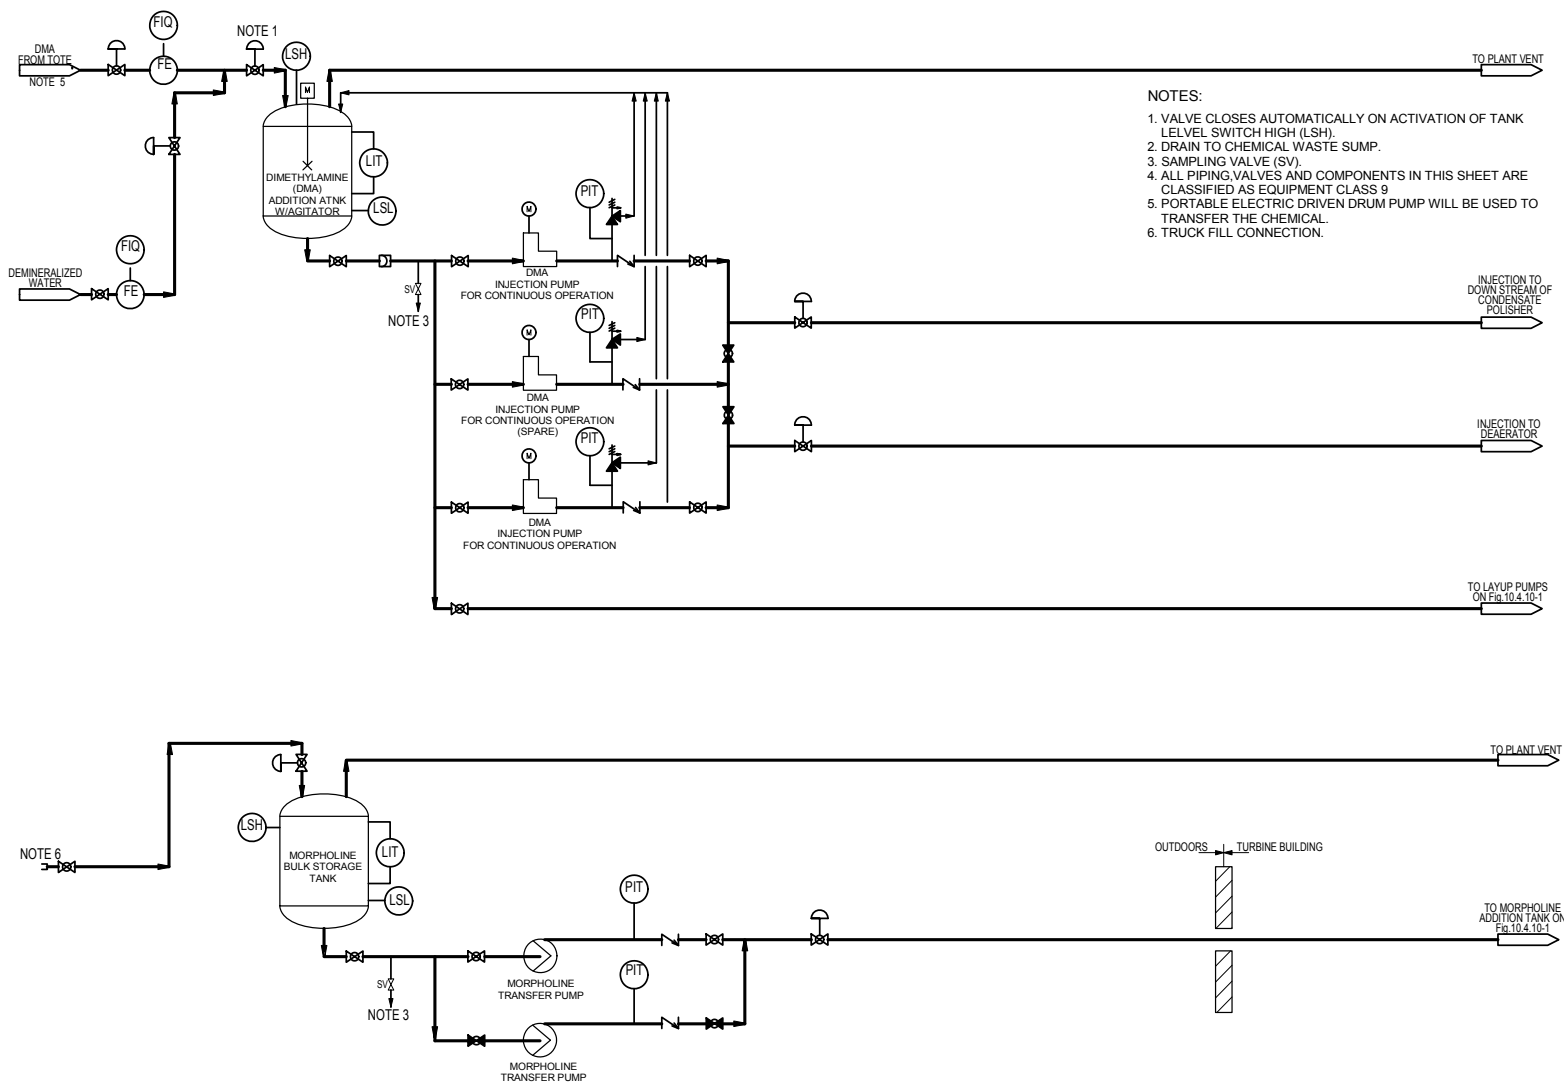 FIQ
NOTE 1
DMA
FROM TOTE
NOTE 5
FE
LSH
M
TO PLANT VENT
NOTES:
1. VALVE CLOSES AUTOMATICALLY ON ACTIVATION OF TANK
LELVEL SWITCH HIGH (LSH).
2. DRAIN TO CHEMICAL WASTE SUMP.
3. SAMPLING VALVE (SV).
4. ALL PIPING,VALVES AND COMPONENTS IN THIS SHEET ARE
CLASSIFIED AS EQUIPMENT CLASS 9
5. PORTABLE ELECTRIC DRIVEN DRUM PUMP WILL BE USED TO
TRANSFER THE CHEMICAL.
6. TRUCK FILL CONNECTION.
LIT
DIMETHYLAMINE
(DMA)
ADDITION ATNK
W/AGITATOR
LSL
PIT
M
FIQ
DEMINERALIZED
WATER
FE
DMA
INJECTION PUMP
FOR CONTINUOUS OPERATION
SV
NOTE 3
INJECTION TO
DOWN STREAM OF
CONDENSATE
POLISHER
PIT
M
DMA
INJECTION PUMP
FOR CONTINUOUS OPERATION
(SPARE)
INJECTION TO
DEAERATOR
PIT
M
DMA
INJECTION PUMP
FOR CONTINUOUS OPERATION
TO LAYUP PUMPS
ON Fig.10.4.10-1
TO PLANT VENT
LSH
NOTE 6
MORPHOLINE
BULK STORAGE
TANK
LIT
LSL
OUTDOORS
TURBINE BUILDING
PIT
TO MORPHOLINE
ADDITION TANK ON
Fig.10.4.10-1
MORPHOLINE
TRANSFER PUMP
SV
NOTE 3
PIT
MORPHOLINE
TRANSFER PUMP